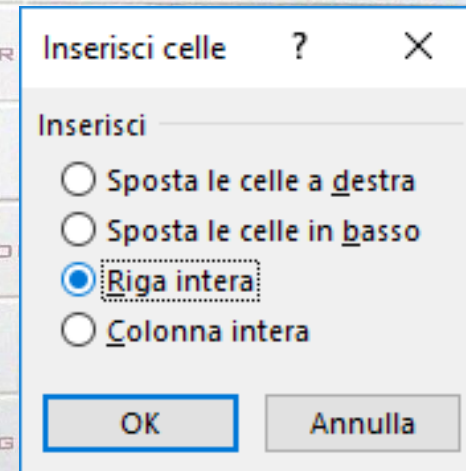 Inserisci celle ? ×
Inserisci
Sposta le celle a destra
Sposta le celle in basso
Riga intera
Colonna intera
OK Annulla